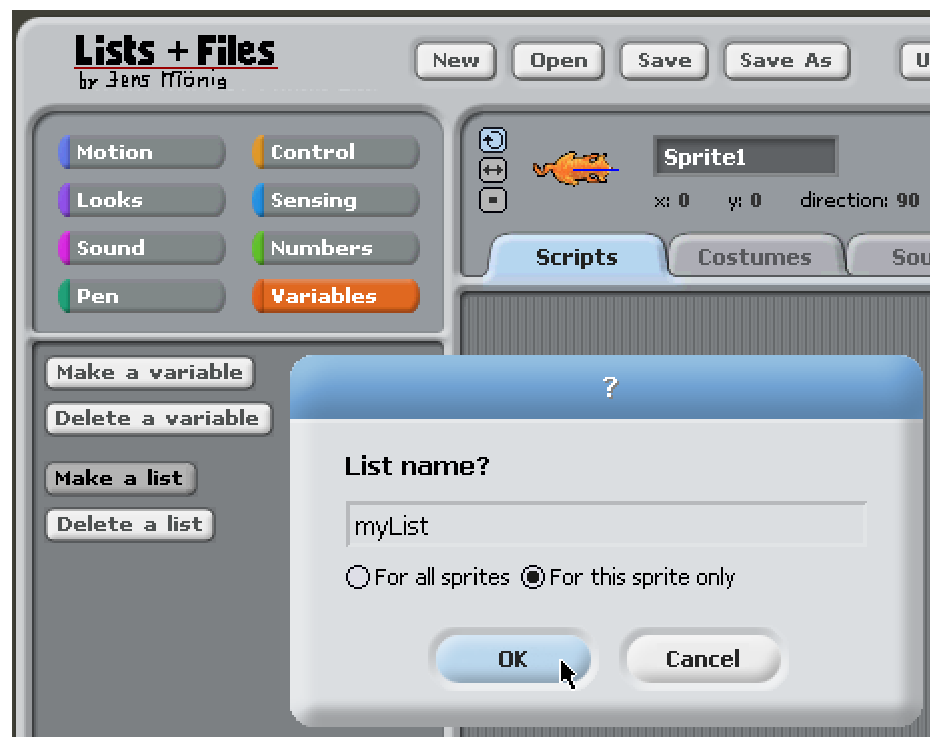 Lists + Files
by Jens Mönig
New Open Save Save As U
Motion Control
Looks Sensing
Sound Numbers
Pen Variables
Sprite1
x: 0 y: 0 direction: 90
Scripts Costumes Sou
Make a variable
Delete a variable
Make a list
Delete a list
?
List name?
myList
For all sprites For this sprite only
OK Cancel